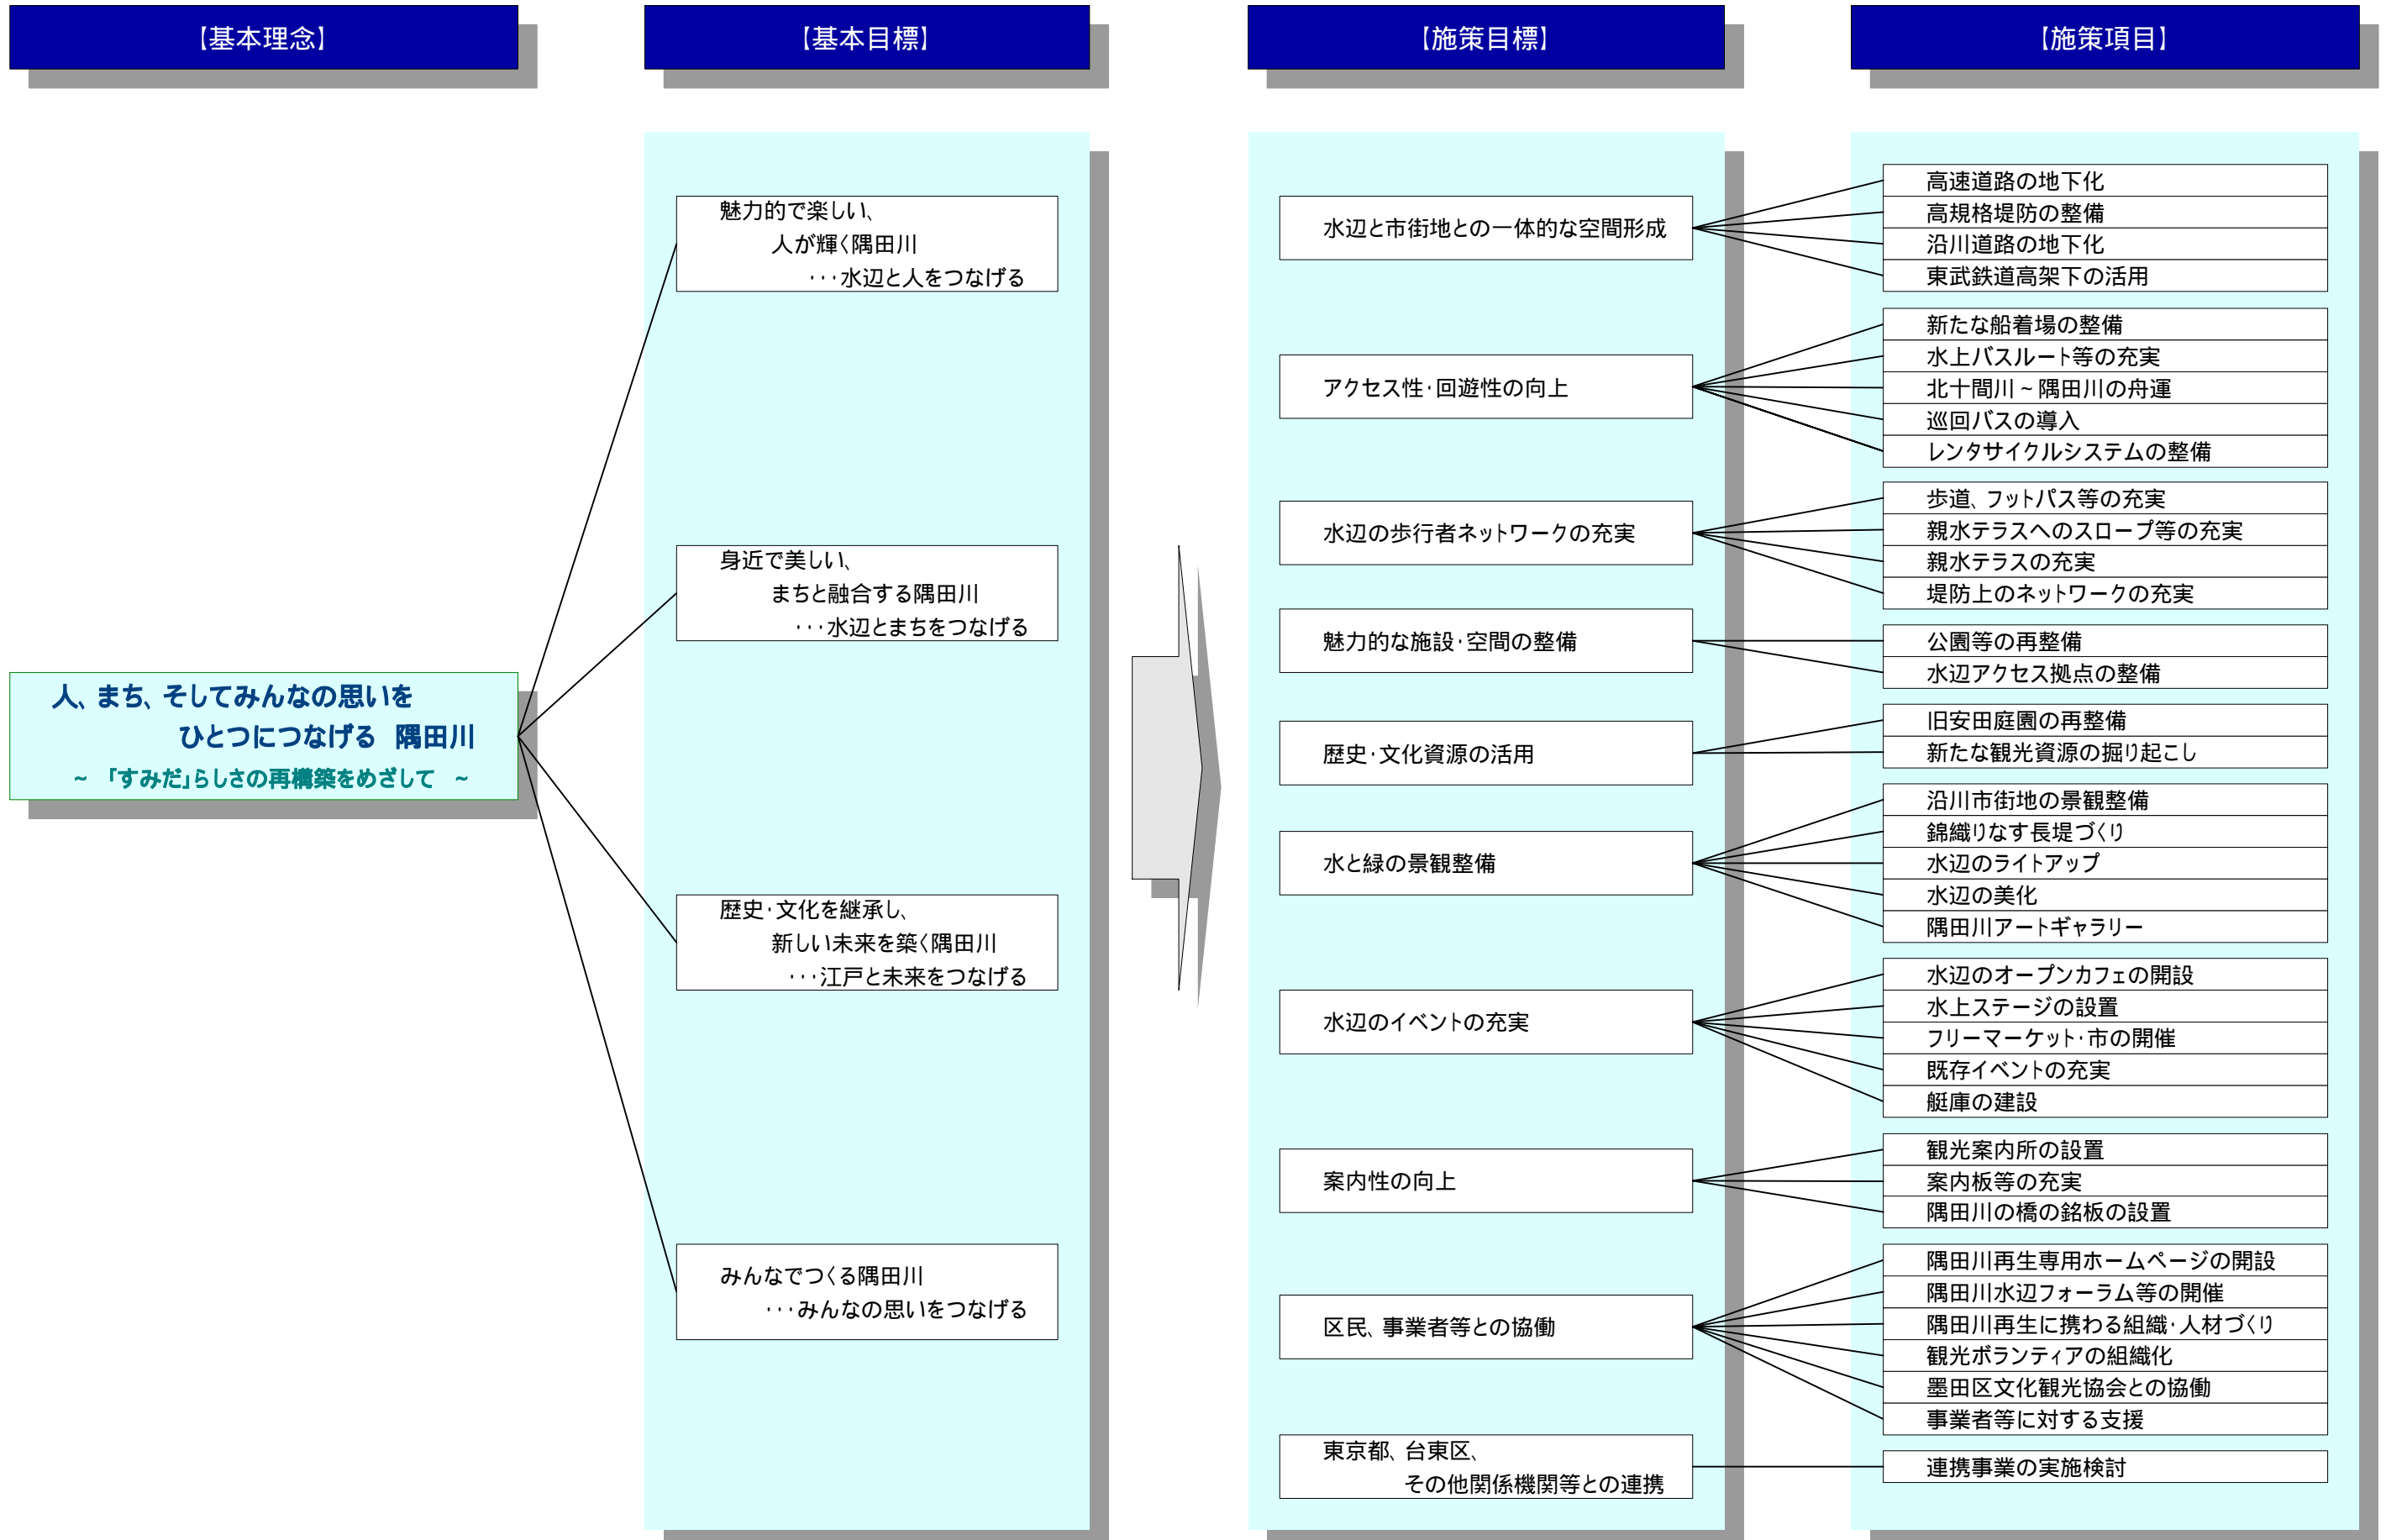 【基本理念】
【基本目標】
【施策目標】
【施策項目】
人、まち、そしてみんなの思いを
ひとつにつなげる　隅田川
～　「すみだ」らしさの再構築をめざして　～
魅力的で楽しい、
人が輝く隅田川
･･･水辺と人をつなげる
身近で美しい、
まちと融合する隅田川
･･･水辺とまちをつなげる
歴史･文化を継承し、
新しい未来を築く隅田川
･･･江戸と未来をつなげる
みんなでつくる隅田川
･･･みんなの思いをつなげる
水辺と市街地との一体的な空間形成
高速道路の地下化
高規格堤防の整備
沿川道路の地下化
東武鉄道高架下の活用
アクセス性･回遊性の向上
新たな船着場の整備
水上バスルート等の充実
北十間川～隅田川の舟運
巡回バスの導入
レンタサイクルシステムの整備
水辺の歩行者ネットワークの充実
歩道、フットパス等の充実
親水テラスへのスロープ等の充実
親水テラスの充実
堤防上のネットワークの充実
魅力的な施設･空間の整備
公園等の再整備
水辺アクセス拠点の整備
歴史･文化資源の活用
旧安田庭園の再整備
新たな観光資源の掘り起こし
水と緑の景観整備
沿川市街地の景観整備
錦織りなす長堤づくり
水辺のライトアップ
水辺の美化
隅田川アートギャラリー
水辺のイベントの充実
水辺のオープンカフェの開設
水上ステージの設置
フリーマーケット･市の開催
既存イベントの充実
艇庫の建設
案内性の向上
観光案内所の設置
案内板等の充実
隅田川の橋の銘板の設置
区民、事業者等との協働
隅田川再生専用ホームページの開設
隅田川水辺フォーラム等の開催
隅田川再生に携わる組織･人材づくり
観光ボランティアの組織化
墨田区文化観光協会との協働
事業者等に対する支援
東京都、台東区、
その他関係機関等との連携
連携事業の実施検討